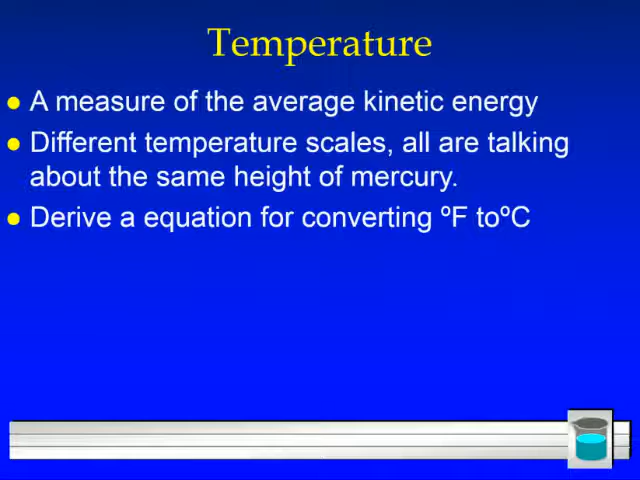 Temperature
A measure of the average kinetic energy
Different temperature scales, all are talking
about the same height of mercury.
Derive a equation for converting ºF toºC